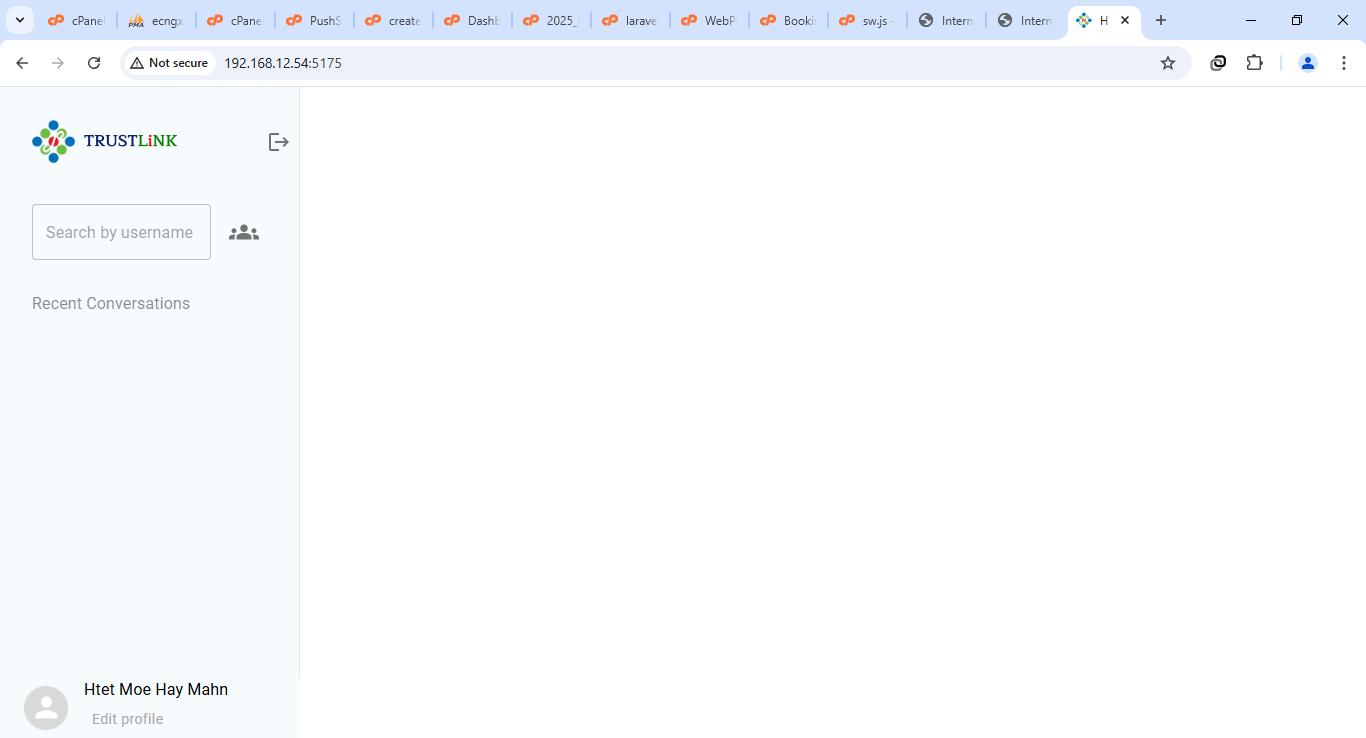 cPanel
PMA
ecngx
cPane
PushS
create
Dashb
2025_
larave
WebP
Booki
sw.js -
Intern
Intern
H
Not secure
192.168.12.54:5175
TRUSTLiNK
Search by username
Recent Conversations
Htet Moe Hay Mahn
Edit profile